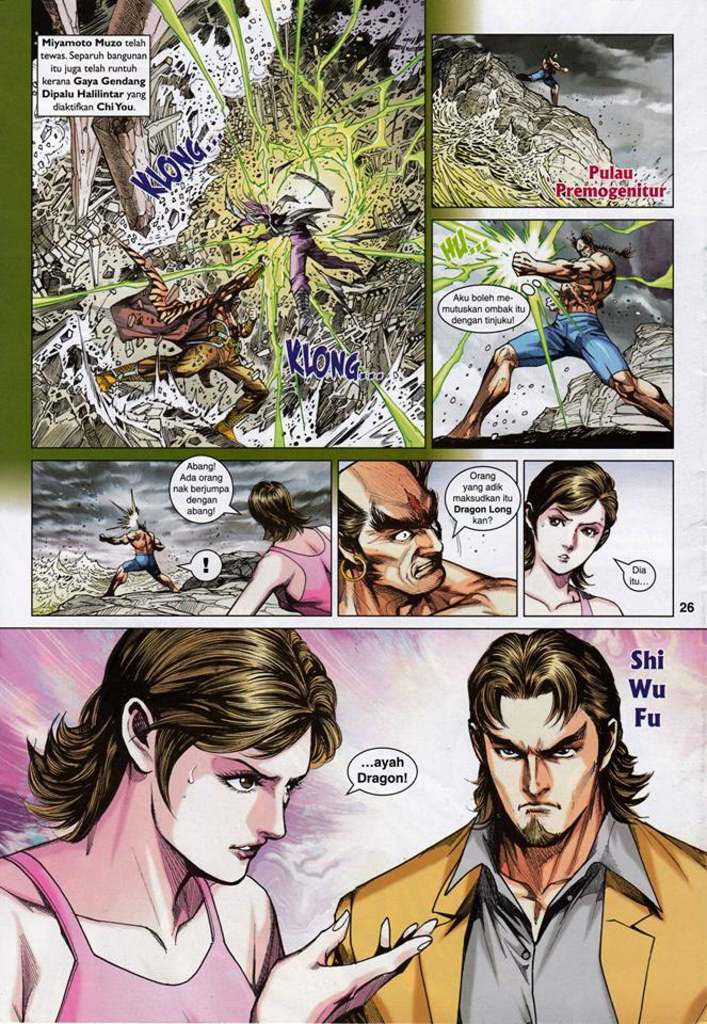 Miyamoto Muzo telah
tewas. Separuh bangunan
itu juga telah runtuh
kerana Gaya Gendang
Dipalu Halilintar yang
diaktifkan Chi You.
KLONG...
KLONG...
Pulau
Premogenitur
HU...
Aku boleh me-
mutuskan ombak itu
dengan tinjuku!
Abang!
Ada orang
nak berjumpa
dengan
abang!
!
Orang
yang adik
maksudkan itu
Dragon Long
kan?
Dia
itu...
26
...ayah
Dragon!
Shi
Wu
Fu